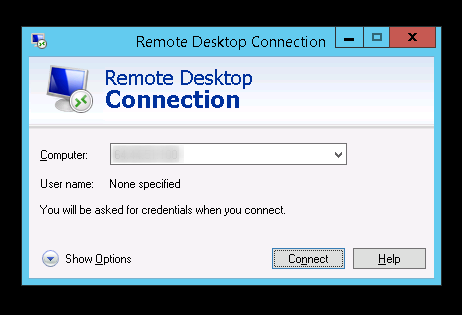 Remote Desktop Connection
Remote Desktop
Connection
Computer:
User name: None specified
You will be asked for credentials when you connect.
Show Options Connect Help